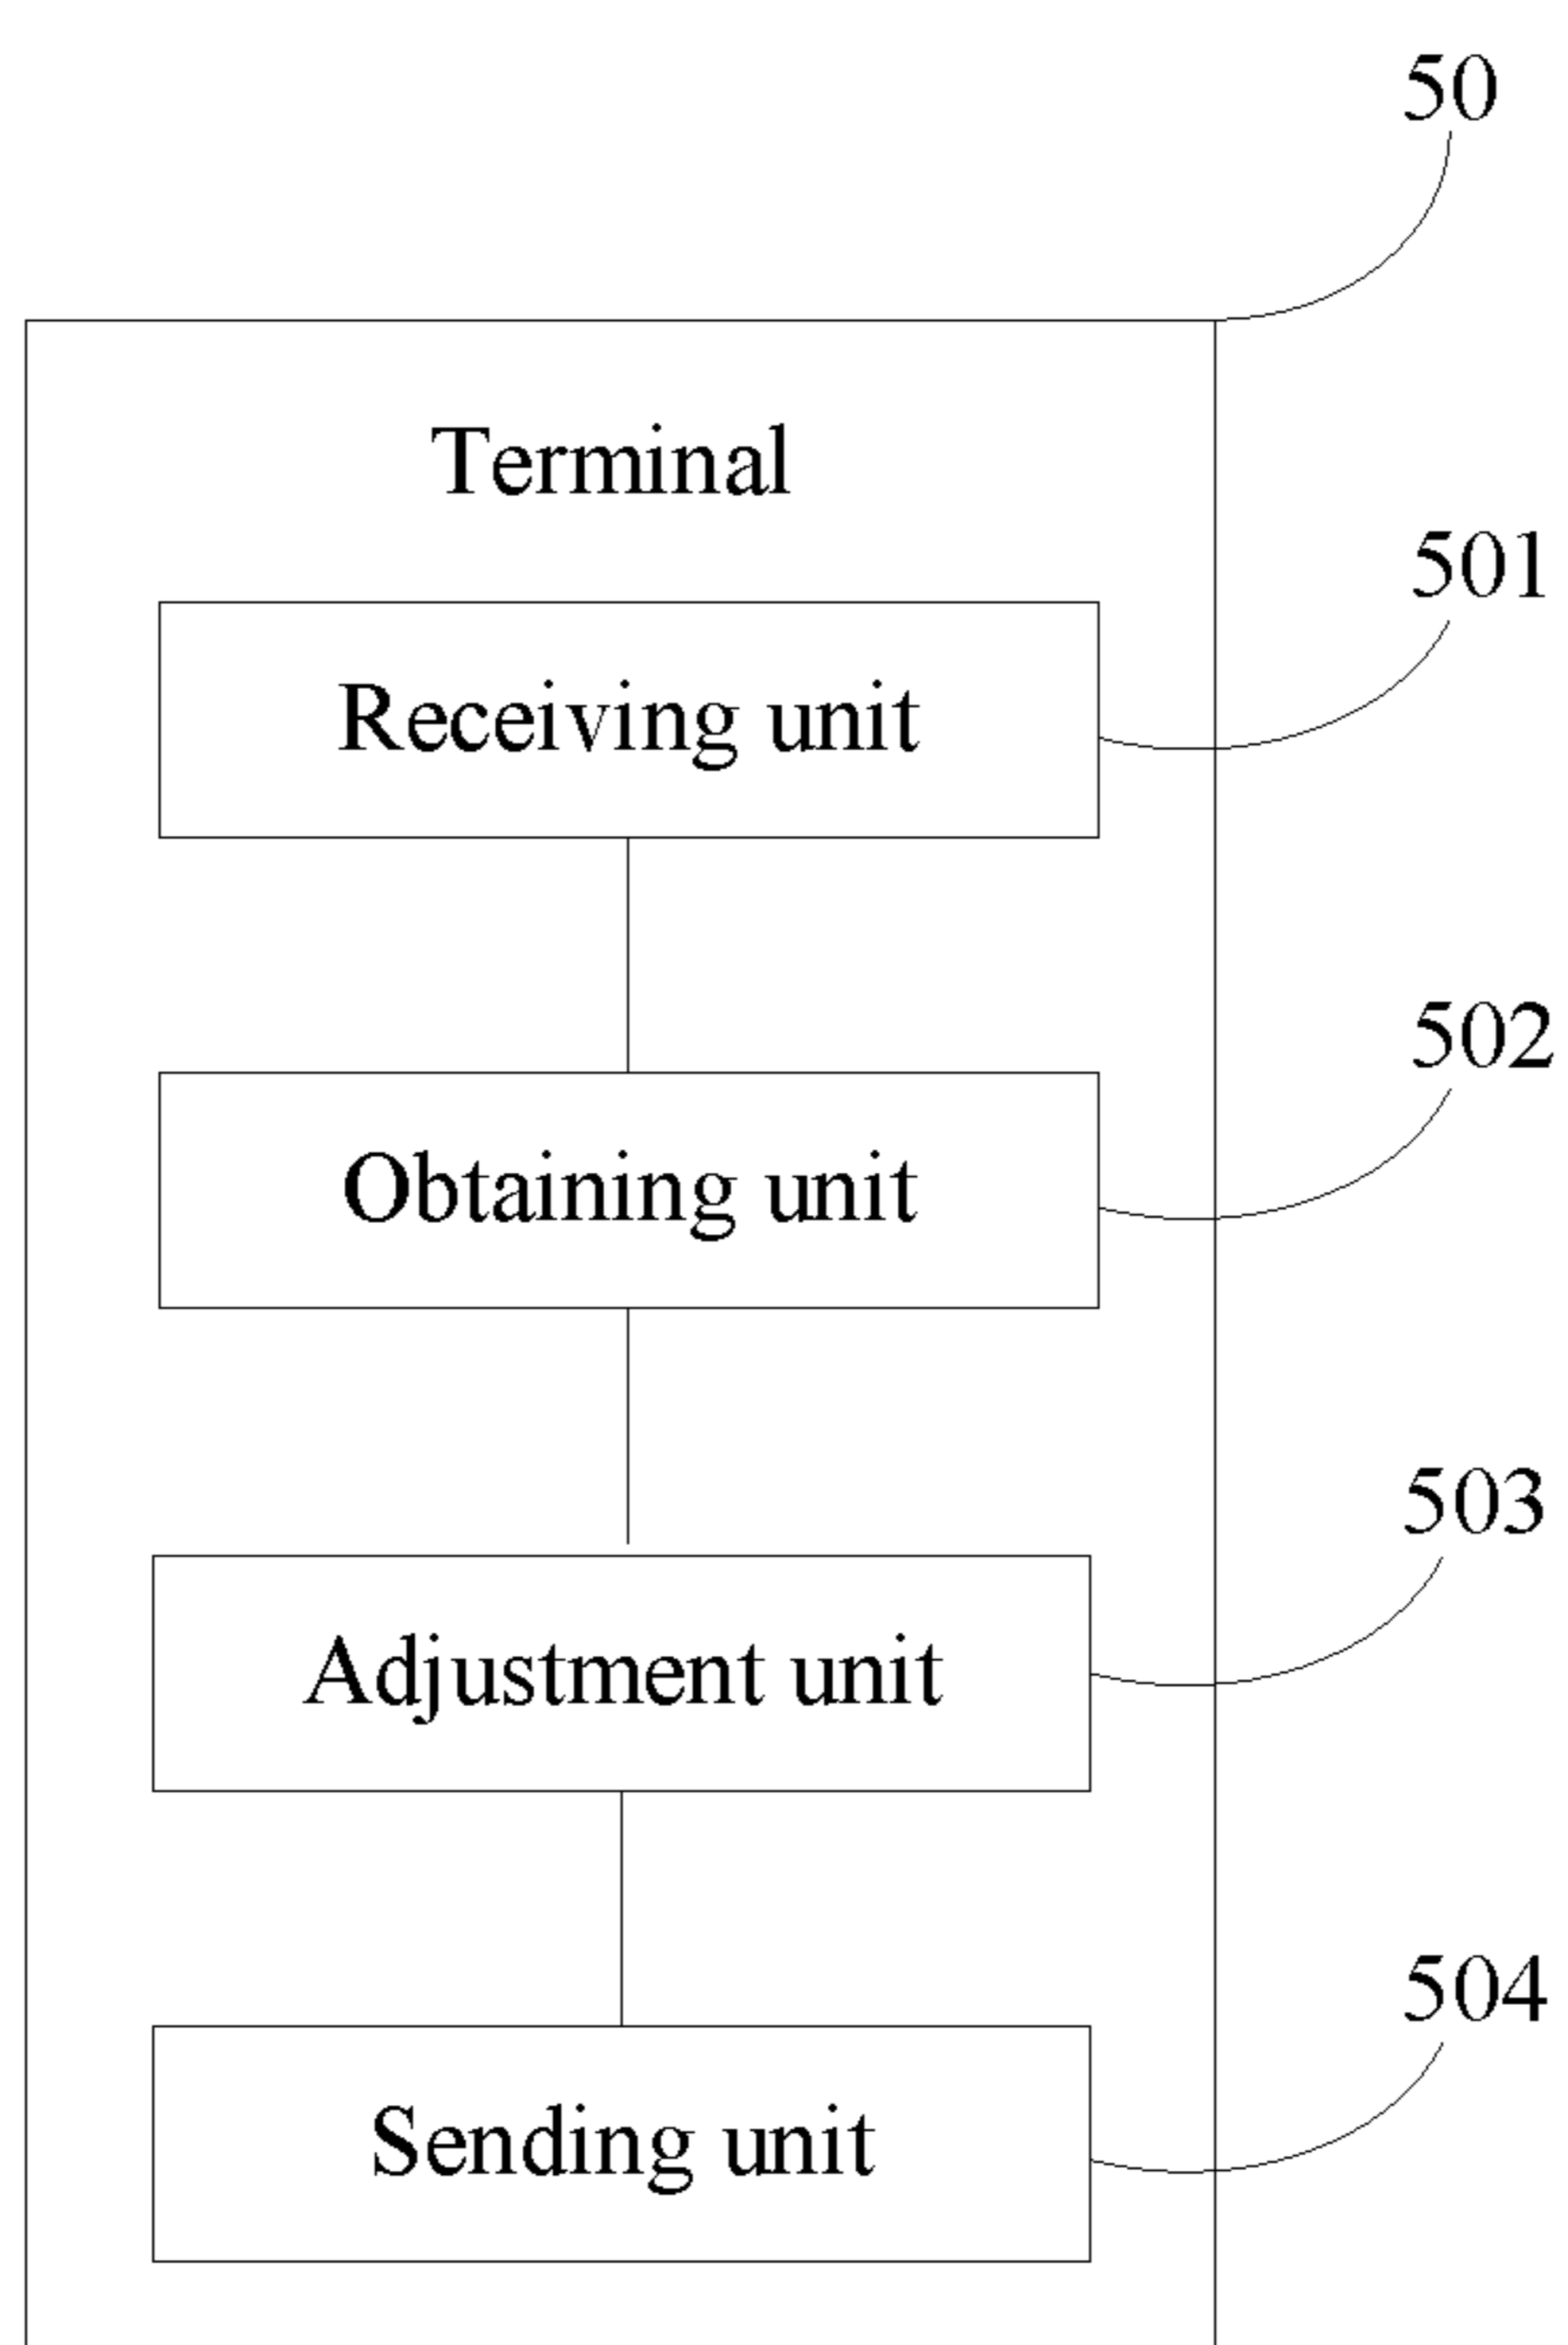 50
Terminal
501
Receiving unit
502
Obtaining unit
503
Adjustment unit
504
Sending unit